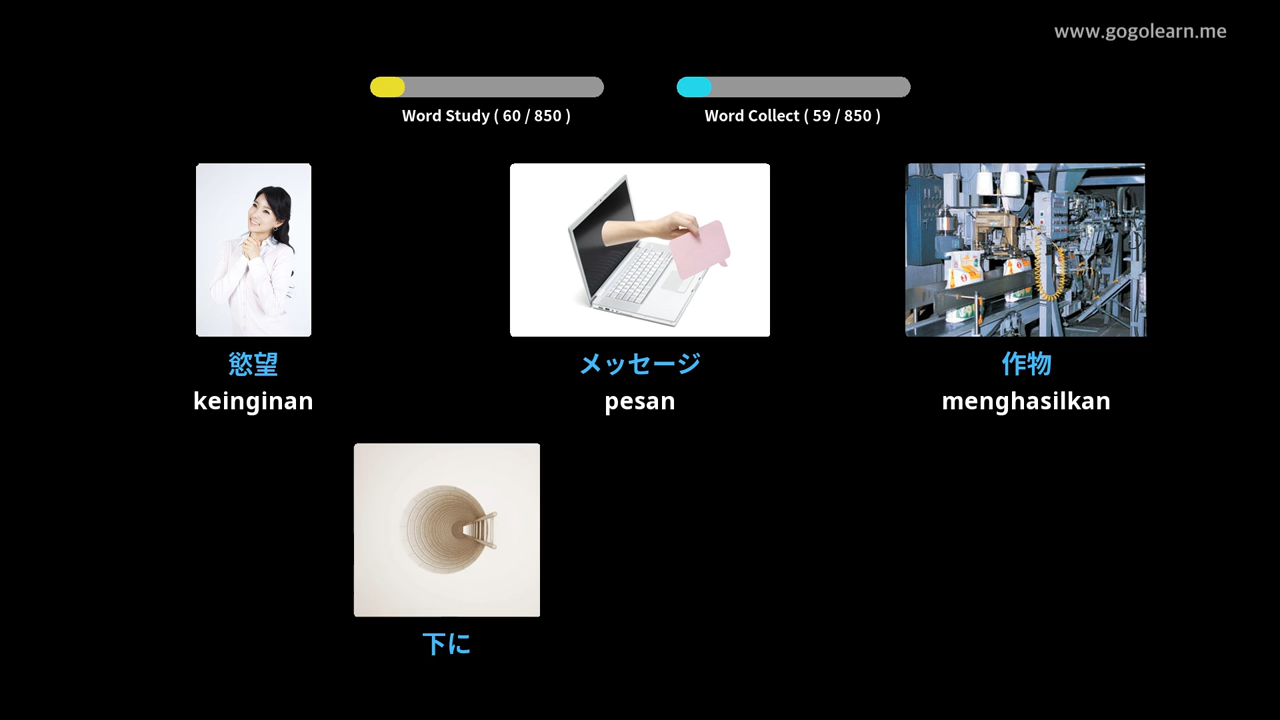 www.gogolearn.me
Word Study ( 60 / 850 )
Word Collect ( 59 / 850 )
慾望
メッセージ
作物
keinginan
pesan
menghasilkan
下に